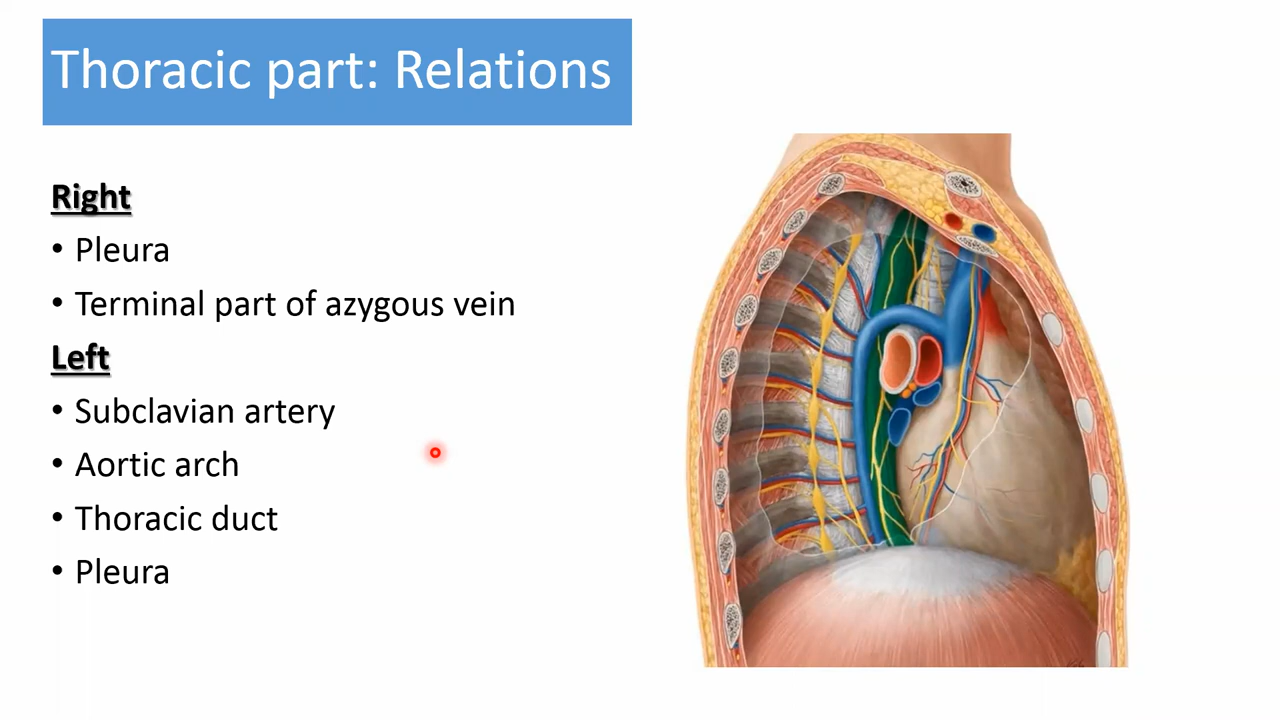 Thoracic part: Relations
Right
• Pleura
• Terminal part of azygous vein
Left
• Subclavian artery
• Aortic arch
• Thoracic duct
• Pleura